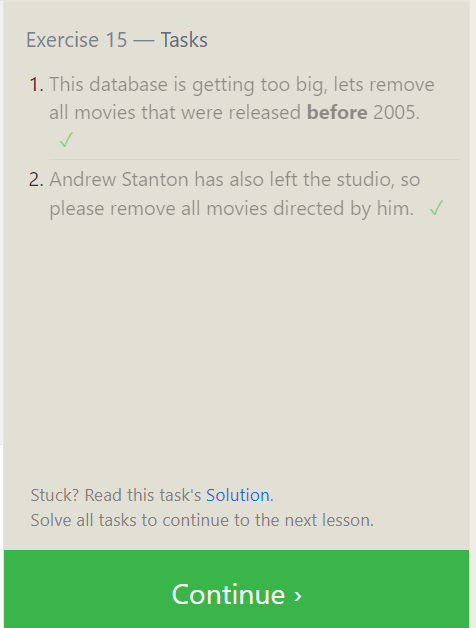 Exercise 15 — Tasks
1. This database is getting too big, lets remove
all movies that were released before 2005.
✓
2. Andrew Stanton has also left the studio, so
please remove all movies directed by him. ✓
Stuck? Read this task's Solution.
Solve all tasks to continue to the next lesson.
Continue ›